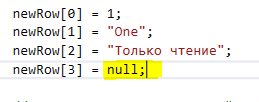 newRow[0] = 1;
newRow[1] = "One";
newRow[2] = "Только чтение";
newRow[3] = null;